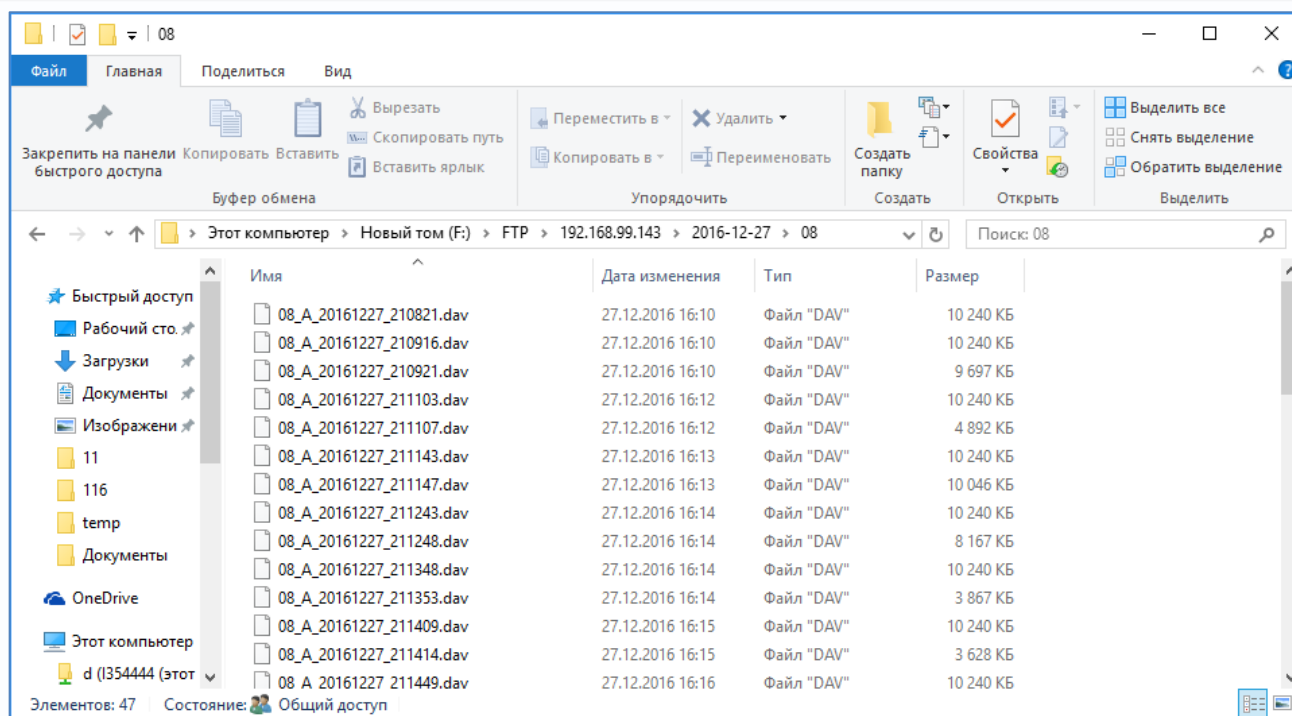 08
Файл Главная Поделиться Вид
Закрепить на панели быстрого доступа
Копировать
Вставить
Вырезать
Скопировать путь
Вставить ярлык
Переместить в
Копировать в
Удалить
Переименовать
Создать папку
Свойства
Выделить все
Снять выделение
Обратить выделение
Буфер обмена Упорядочить Создать Открыть Выделить
Этот компьютер > Новый том (F:) > FTP > 192.168.99.143 > 2016-12-27 > 08 Поиск: 08
Быстрый доступ
Рабочий сто.
Загрузки
Документы
Изображени
11
116
temp
Документы
OneDrive
Этот компьютер
d (I354444 (этот
Имя Дата изменения Тип Размер
08_A_20161227_210821.dav 27.12.2016 16:10 Файл "DAV" 10 240 КБ
08_A_20161227_210916.dav 27.12.2016 16:10 Файл "DAV" 10 240 КБ
08_A_20161227_210921.dav 27.12.2016 16:10 Файл "DAV" 9 697 КБ
08_A_20161227_211103.dav 27.12.2016 16:12 Файл "DAV" 10 240 КБ
08_A_20161227_211107.dav 27.12.2016 16:12 Файл "DAV" 4 892 КБ
08_A_20161227_211143.dav 27.12.2016 16:13 Файл "DAV" 10 240 КБ
08_A_20161227_211147.dav 27.12.2016 16:13 Файл "DAV" 10 046 КБ
08_A_20161227_211243.dav 27.12.2016 16:14 Файл "DAV" 10 240 КБ
08_A_20161227_211248.dav 27.12.2016 16:14 Файл "DAV" 8 167 КБ
08_A_20161227_211348.dav 27.12.2016 16:14 Файл "DAV" 10 240 КБ
08_A_20161227_211353.dav 27.12.2016 16:14 Файл "DAV" 3 867 КБ
08_A_20161227_211409.dav 27.12.2016 16:15 Файл "DAV" 10 240 КБ
08_A_20161227_211414.dav 27.12.2016 16:15 Файл "DAV" 3 628 КБ
08_A_20161227_211449.dav 27.12.2016 16:16 Файл "DAV" 10 240 КБ
Элементов: 47 Состояние: Общий доступ